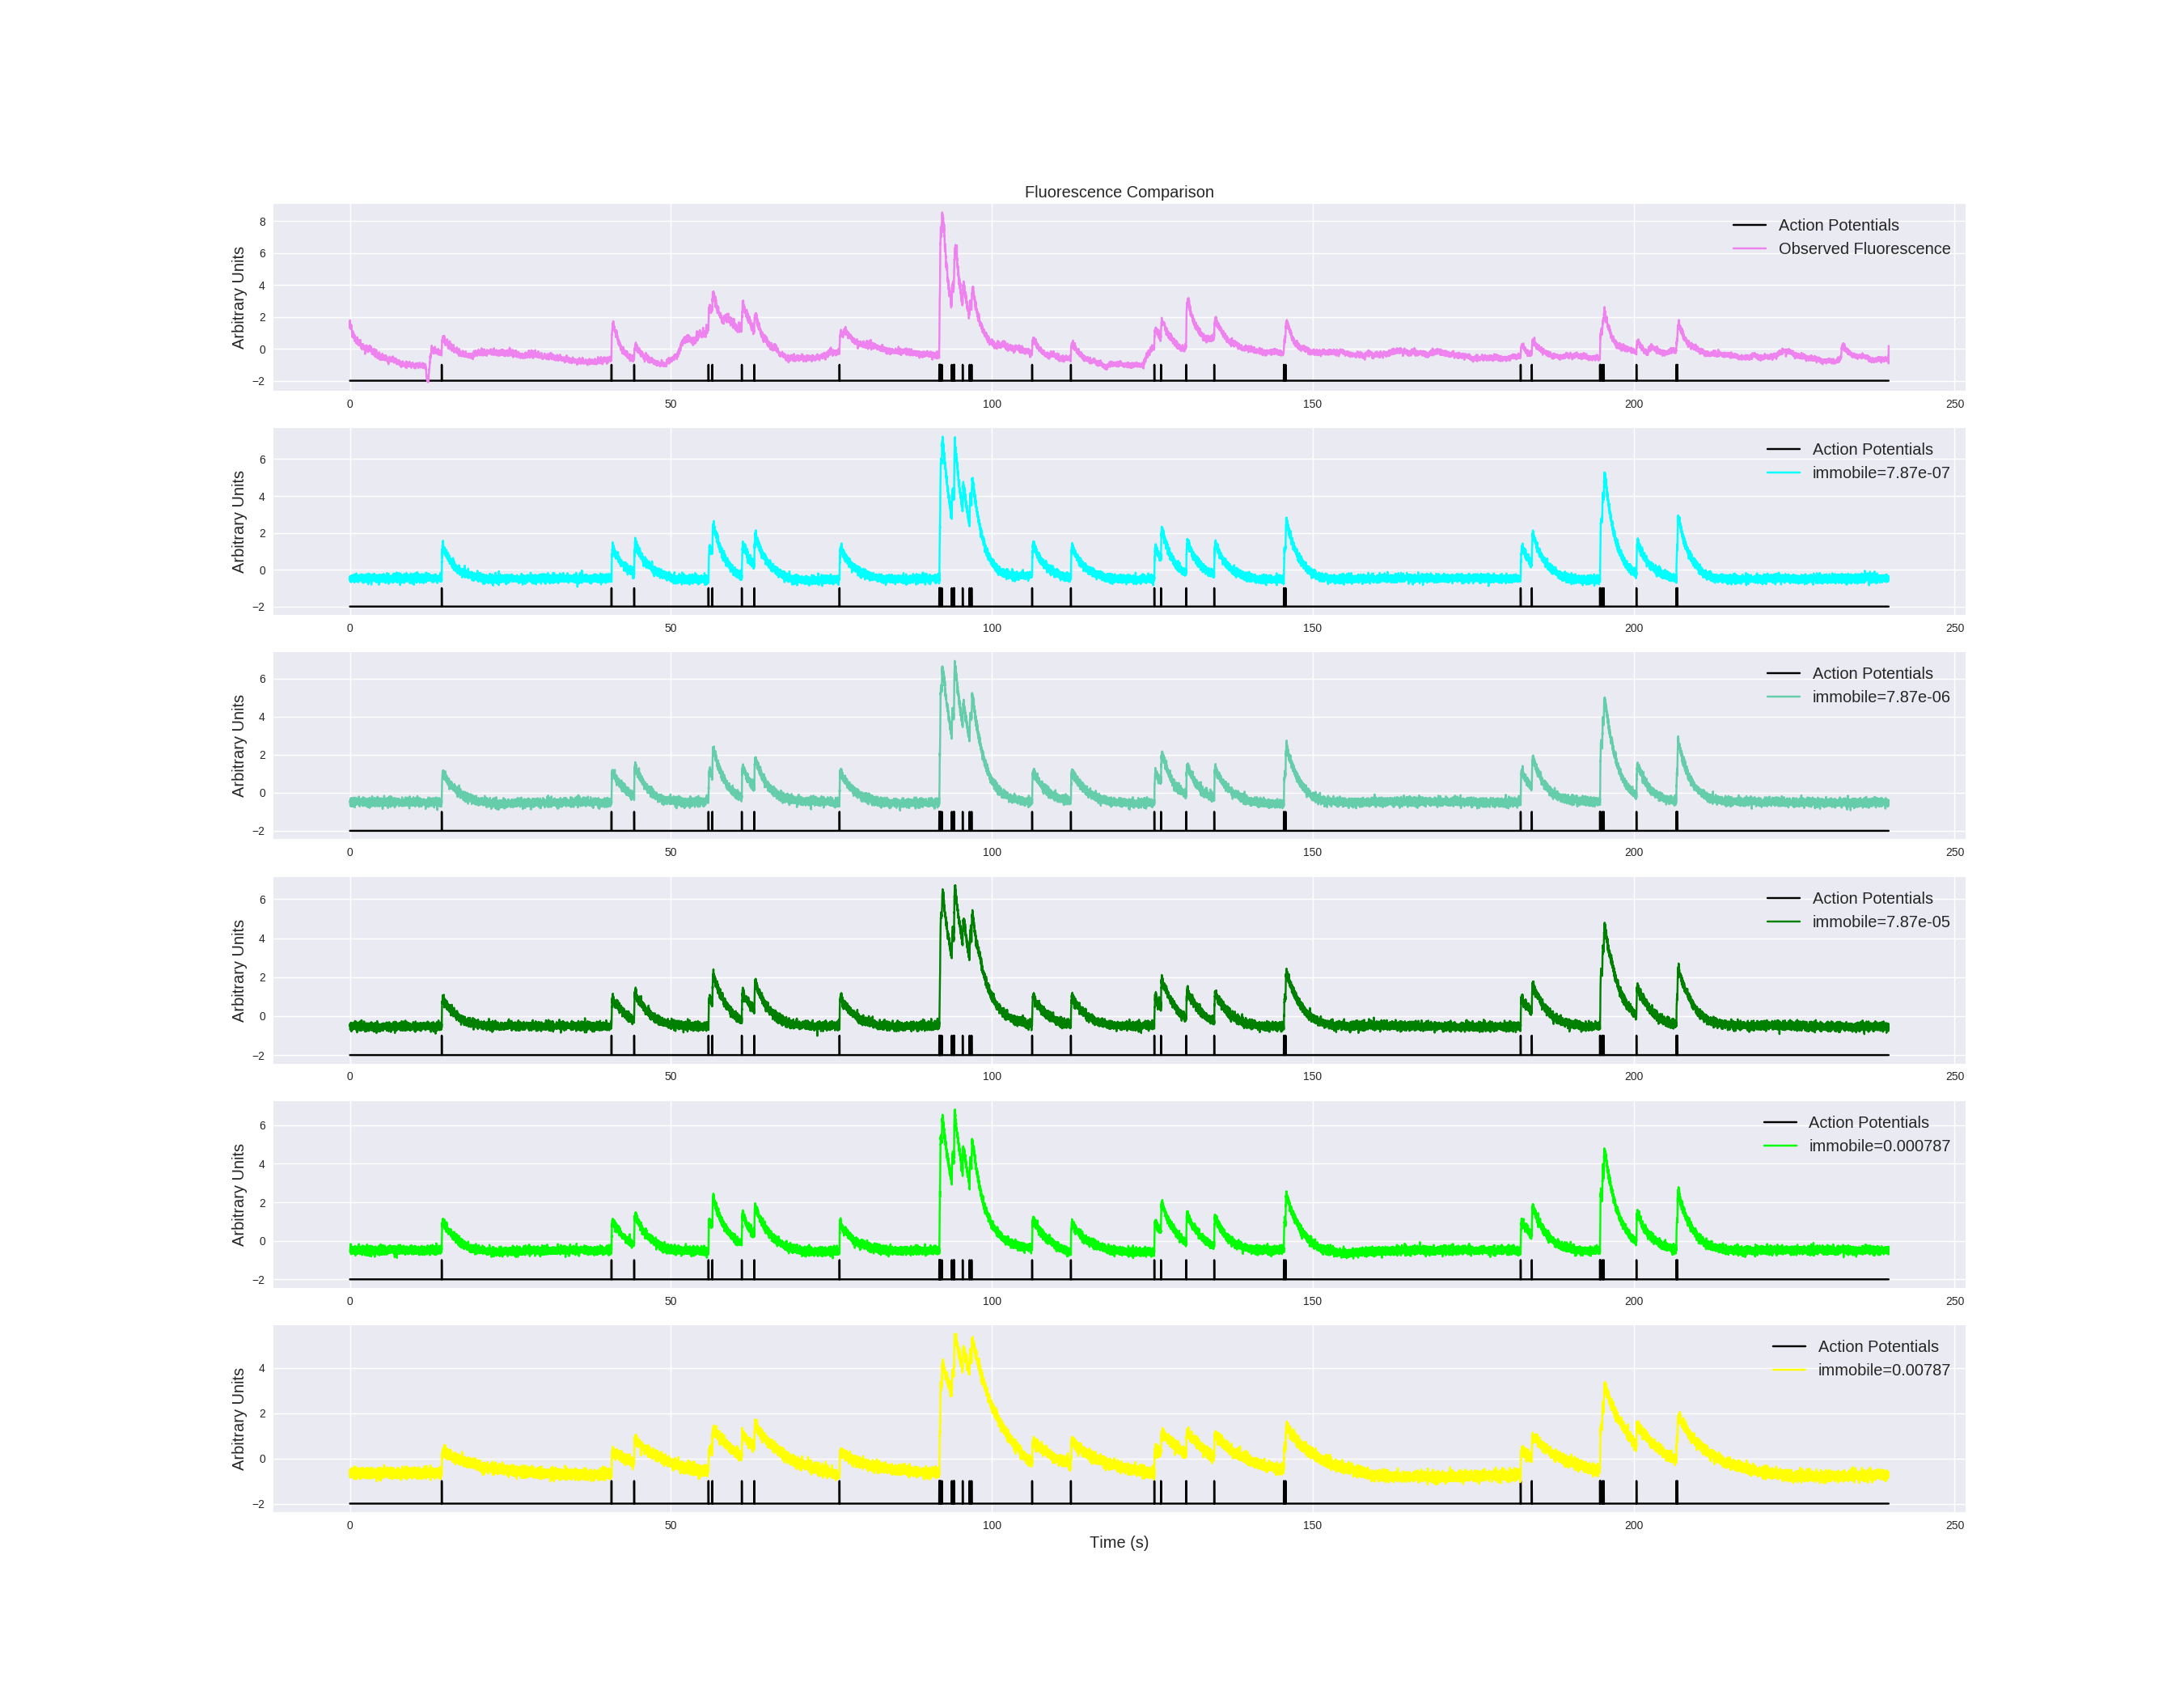 Fluorescence Comparison
Arbitrary Units
8
6
4
2
0
−2
Action Potentials
Observed Fluorescence
0 50 100 150 200 250
Arbitrary Units
6
4
2
0
−2
Action Potentials
immobile=7.87e-07
0 50 100 150 200 250
Arbitrary Units
6
4
2
0
−2
Action Potentials
immobile=7.87e-06
0 50 100 150 200 250
Arbitrary Units
6
4
2
0
−2
Action Potentials
immobile=7.87e-05
0 50 100 150 200 250
Arbitrary Units
6
4
2
0
−2
Action Potentials
immobile=0.000787
0 50 100 150 200 250
Arbitrary Units
4
2
0
−2
Action Potentials
immobile=0.00787
0 50 100 150 200 250
Time (s)